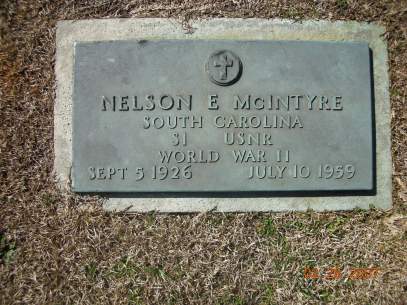 NELSON E McINTYRE
SOUTH CAROLINA
S1 USNR
WORLD WAR II
SEPT 5 1926 JULY 10 1959